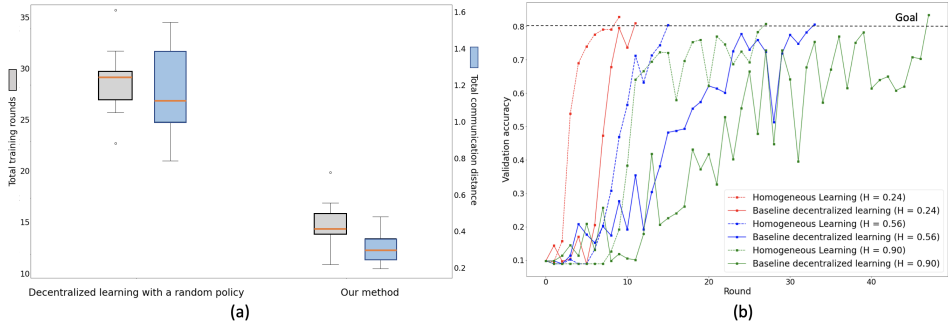 Total training rounds
35
30
25
20
15
10
1.6
1.4
1.2
1.0
0.8
0.6
0.4
0.2
Total communication distance
Decentralized learning with a random policy
Our method
(a)
Validation accuracy
0.8
0.7
0.6
0.5
0.4
0.3
0.2
0.1
Goal
Homogeneous Learning (H = 0.24)
Baseline decentralized learning (H = 0.24)
Homogeneous Learning (H = 0.56)
Baseline decentralized learning (H = 0.56)
Homogeneous Learning (H = 0.90)
Baseline decentralized learning (H = 0.90)
0
10
20
30
40
Round
(b)